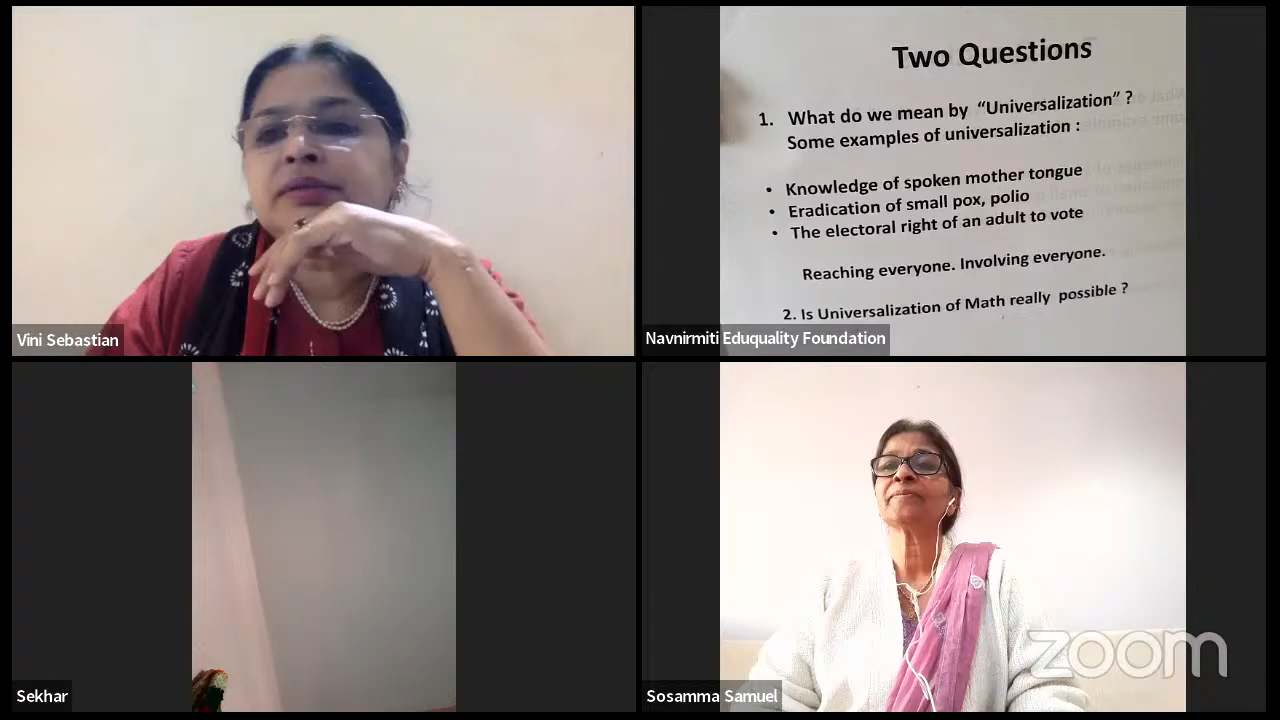 Two Questions
1. What do we mean by “Universalization” ?
Some examples of universalization :
• Knowledge of spoken mother tongue
• Eradication of small pox, polio
• The electoral right of an adult to vote
Reaching everyone. Involving everyone.
2. Is Universalization of Math really possible ?
Vini Sebastian
Navnirmiti Eduquality Foundation
Sekhar
Sosamma Samuel
zoom